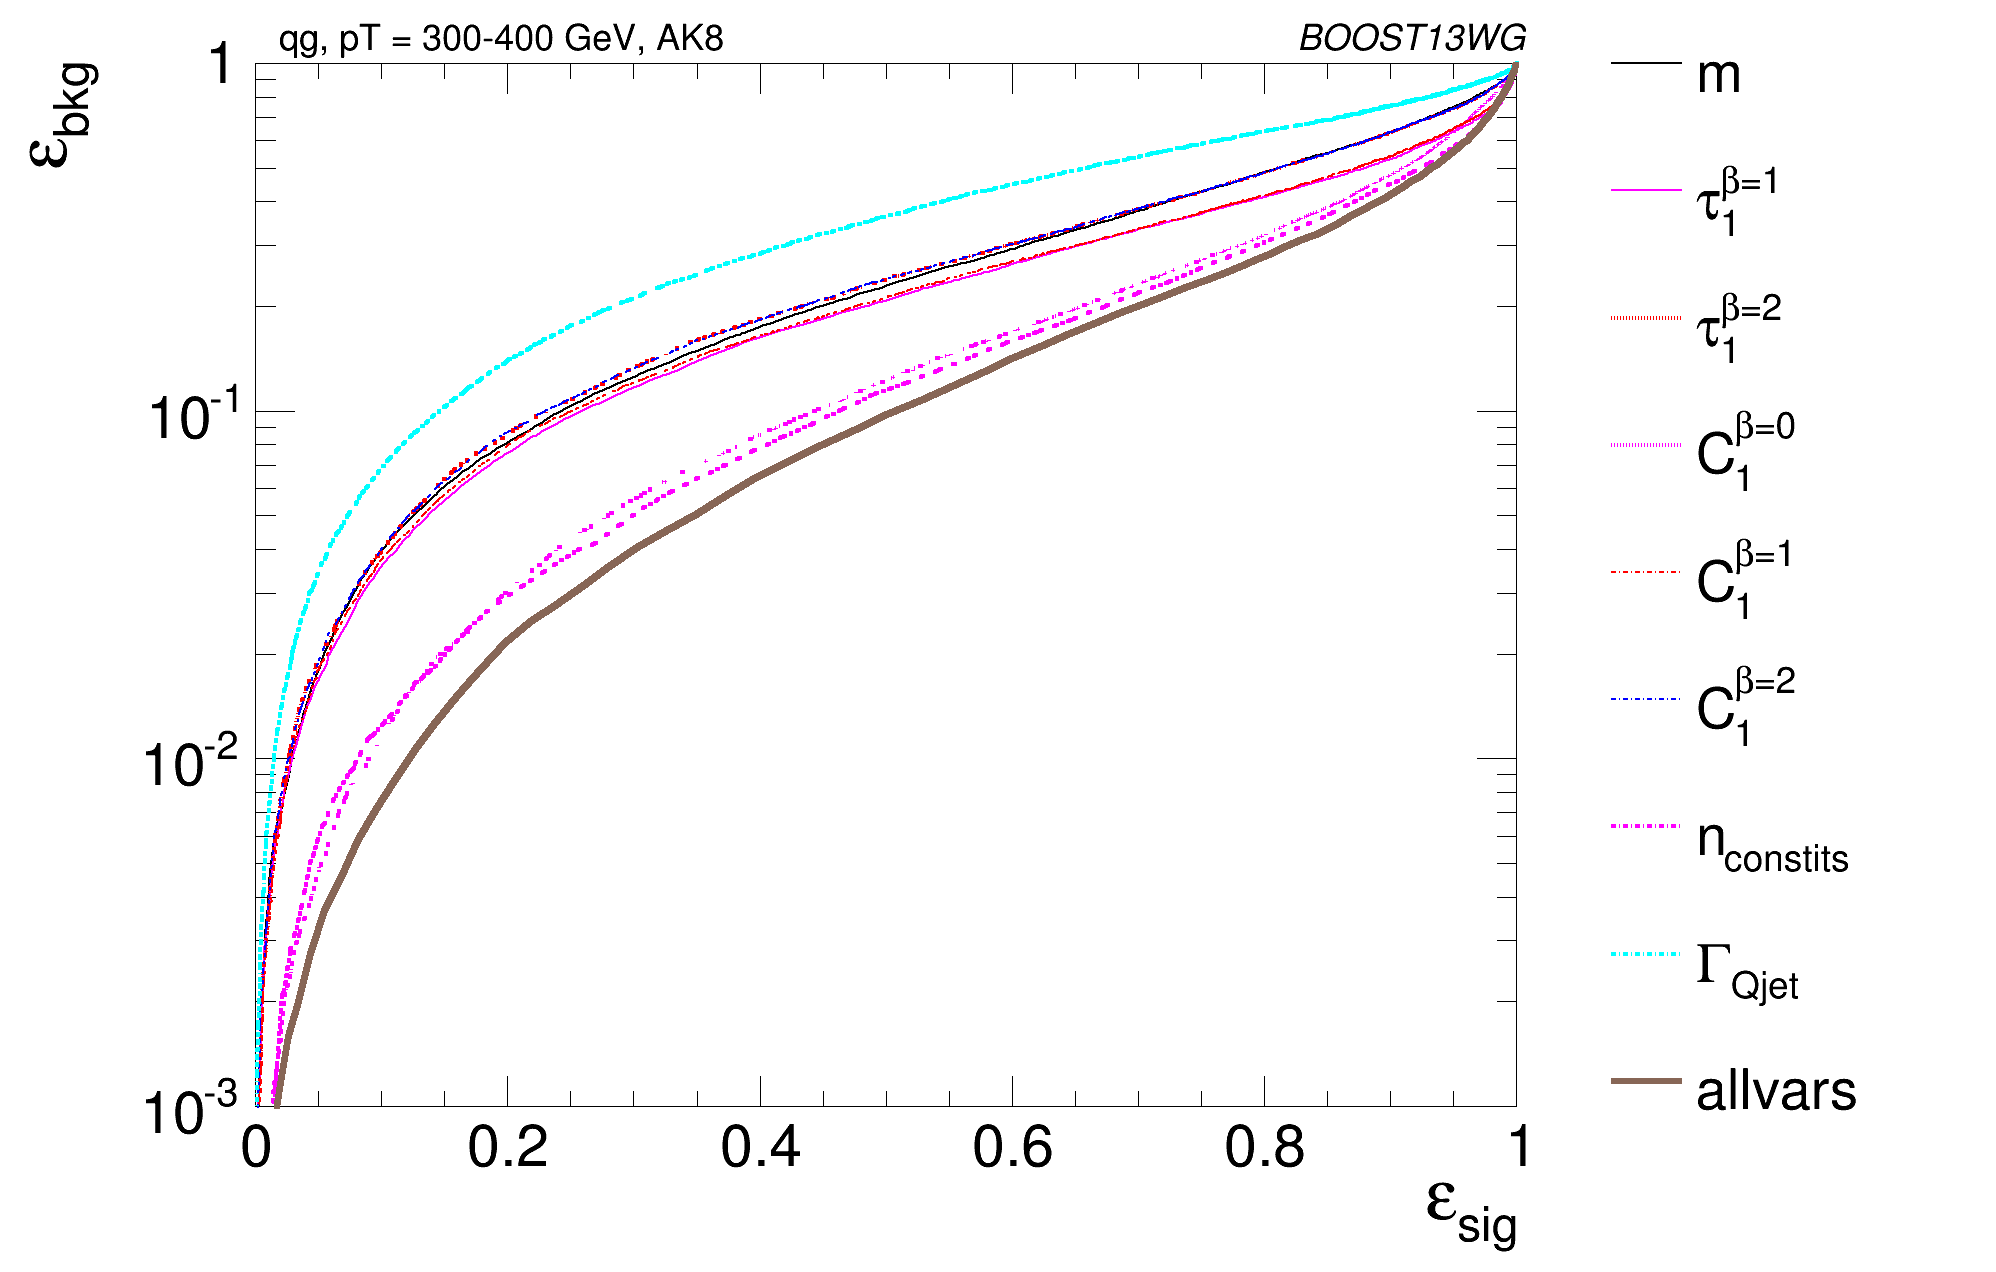 qg, pT = 300-400 GeV, AK8 BOOST13WG
ε_bkg
1
10^-1
10^-2
10^-3
0 0.2 0.4 0.6 0.8 1
ε_sig
m
τ_1^β=1
τ_1^β=2
C_1^β=0
C_1^β=1
C_1^β=2
n_constits
Γ_Qjet
allvars